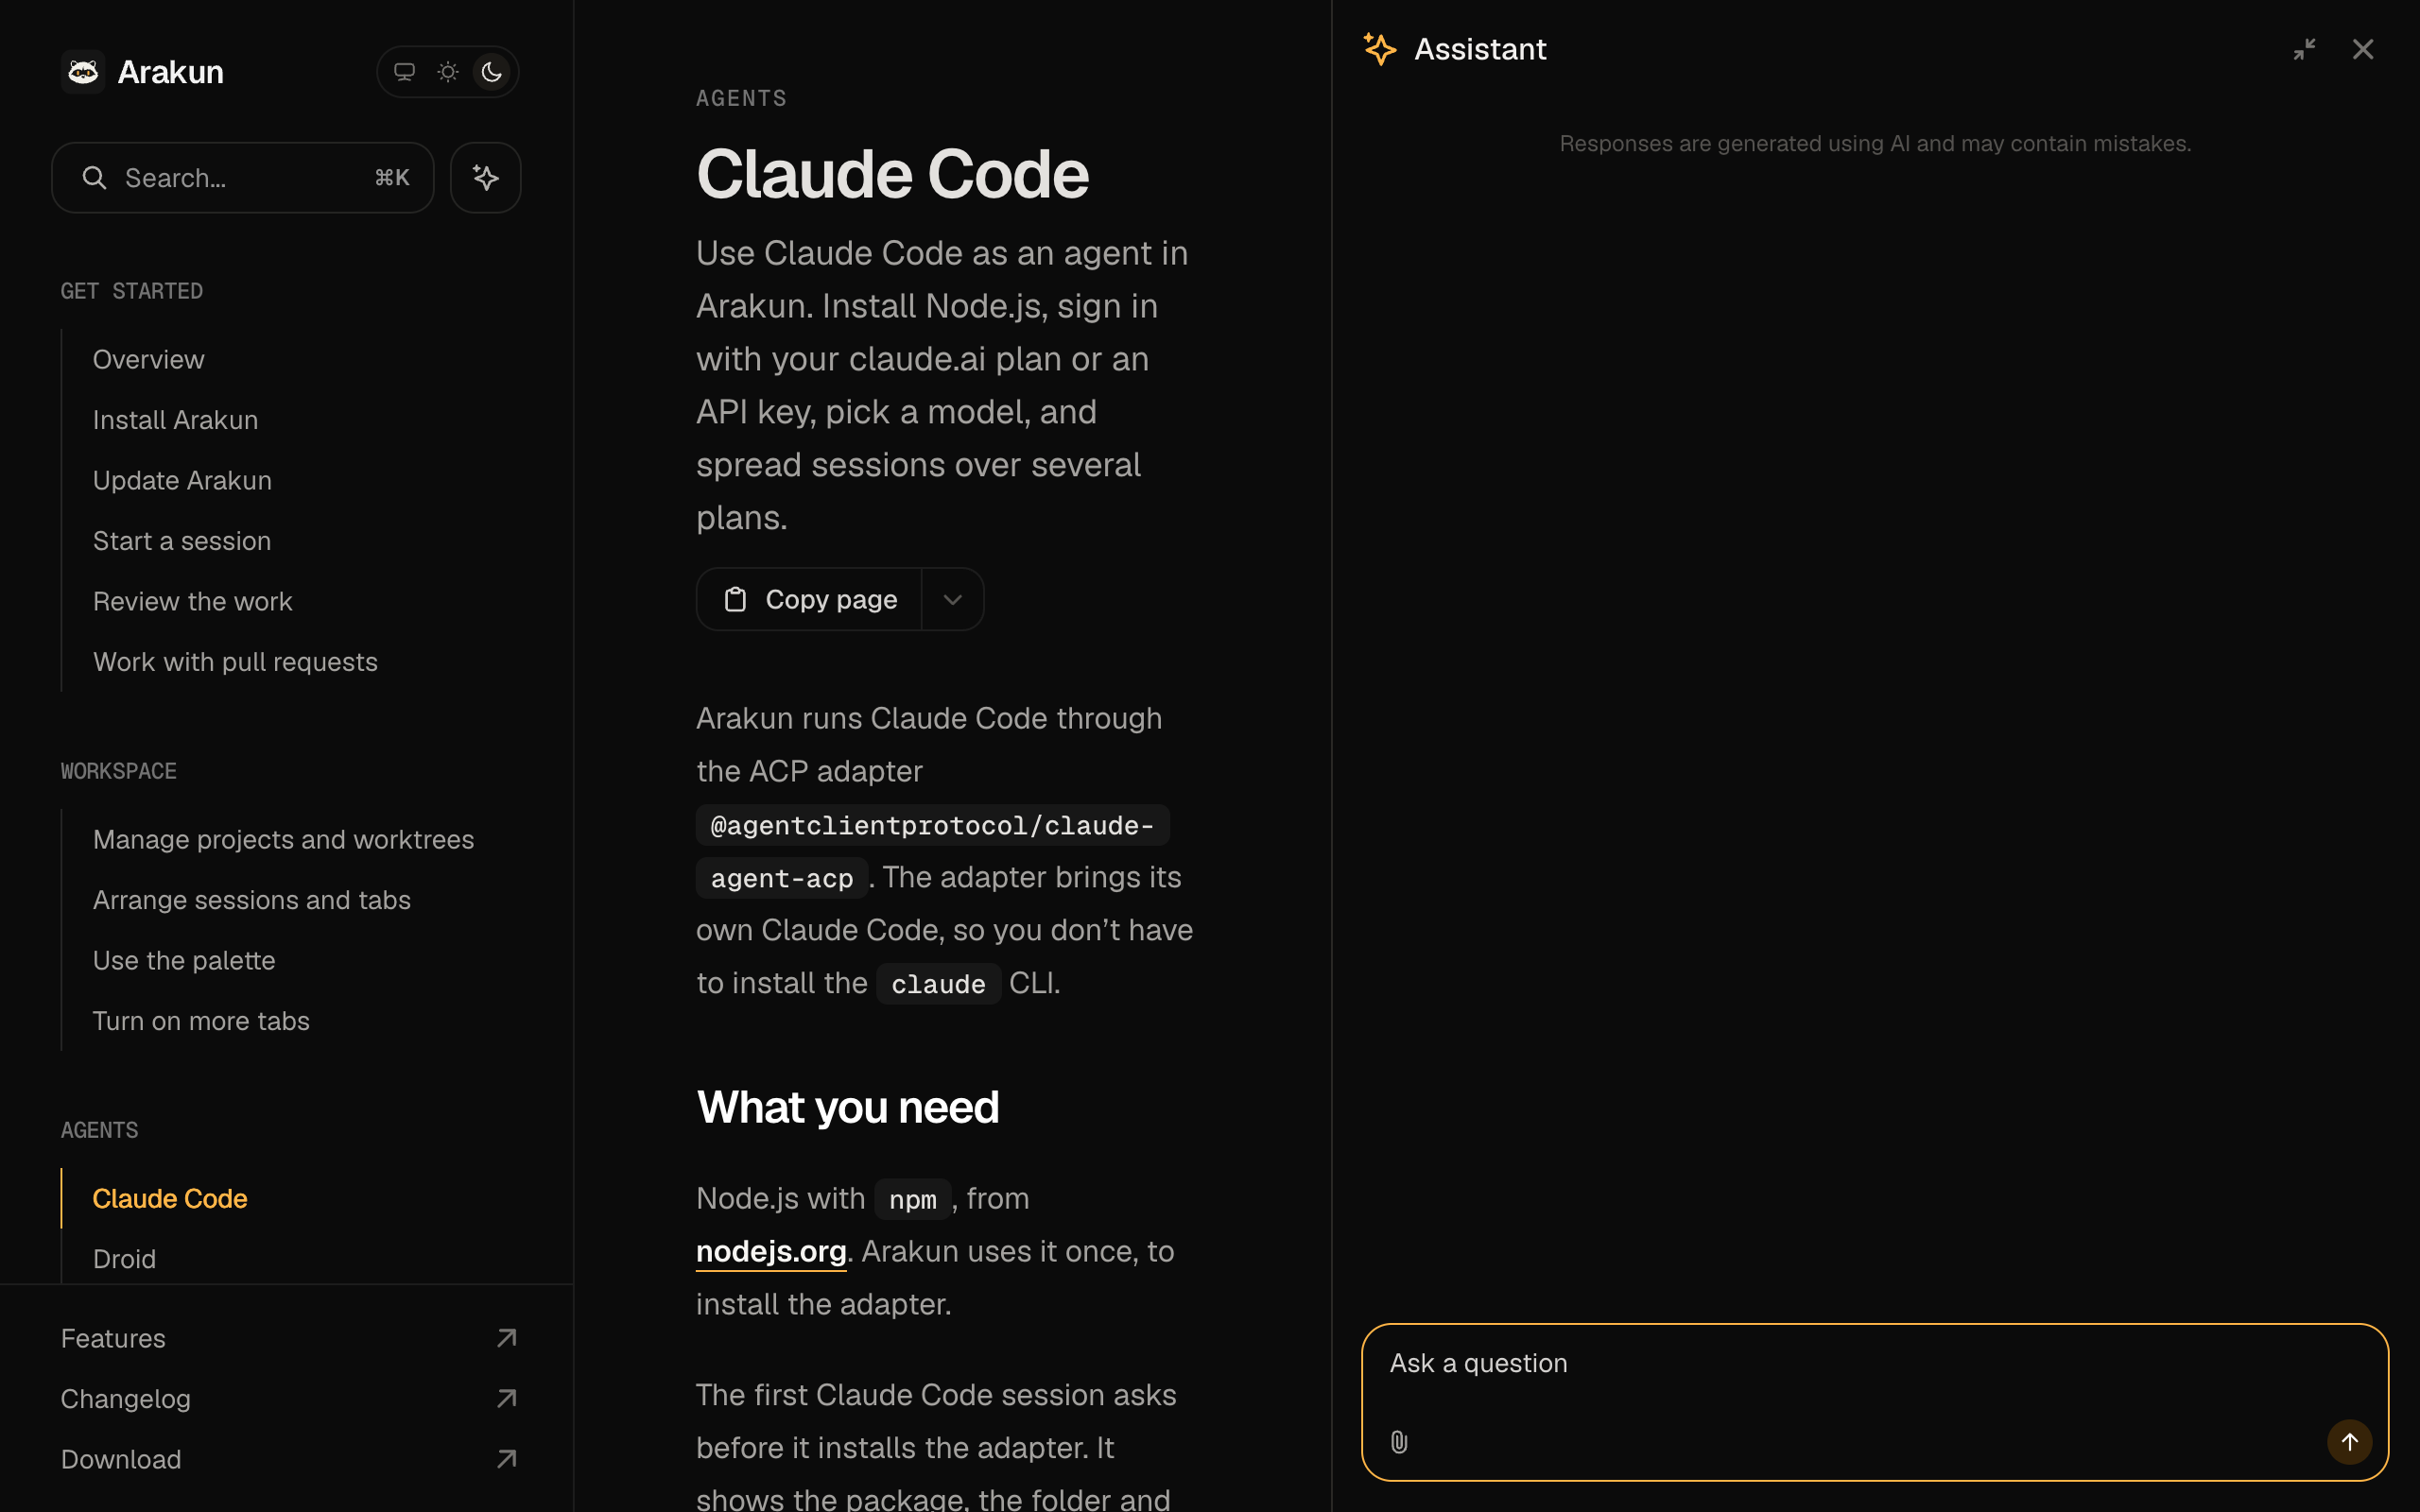 Arakun
Search...
⌘K
GET STARTED
Overview
Install Arakun
Update Arakun
Start a session
Review the work
Work with pull requests
WORKSPACE
Manage projects and worktrees
Arrange sessions and tabs
Use the palette
Turn on more tabs
AGENTS
Claude Code
Droid
Features
Changelog
Download
AGENTS
Claude Code
Use Claude Code as an agent in
Arakun. Install Node.js, sign in
with your claude.ai plan or an
API key, pick a model, and
spread sessions over several
plans.
Copy page
Arakun runs Claude Code through
the ACP adapter
@agentclientprotocol/claude-
agent-acp. The adapter brings its
own Claude Code, so you don’t have
to install the claude CLI.
What you need
Node.js with npm, from
nodejs.org. Arakun uses it once, to
install the adapter.
The first Claude Code session asks
before it installs the adapter. It
shows the package, the folder and
Assistant
Responses are generated using AI and may contain mistakes.
Ask a question